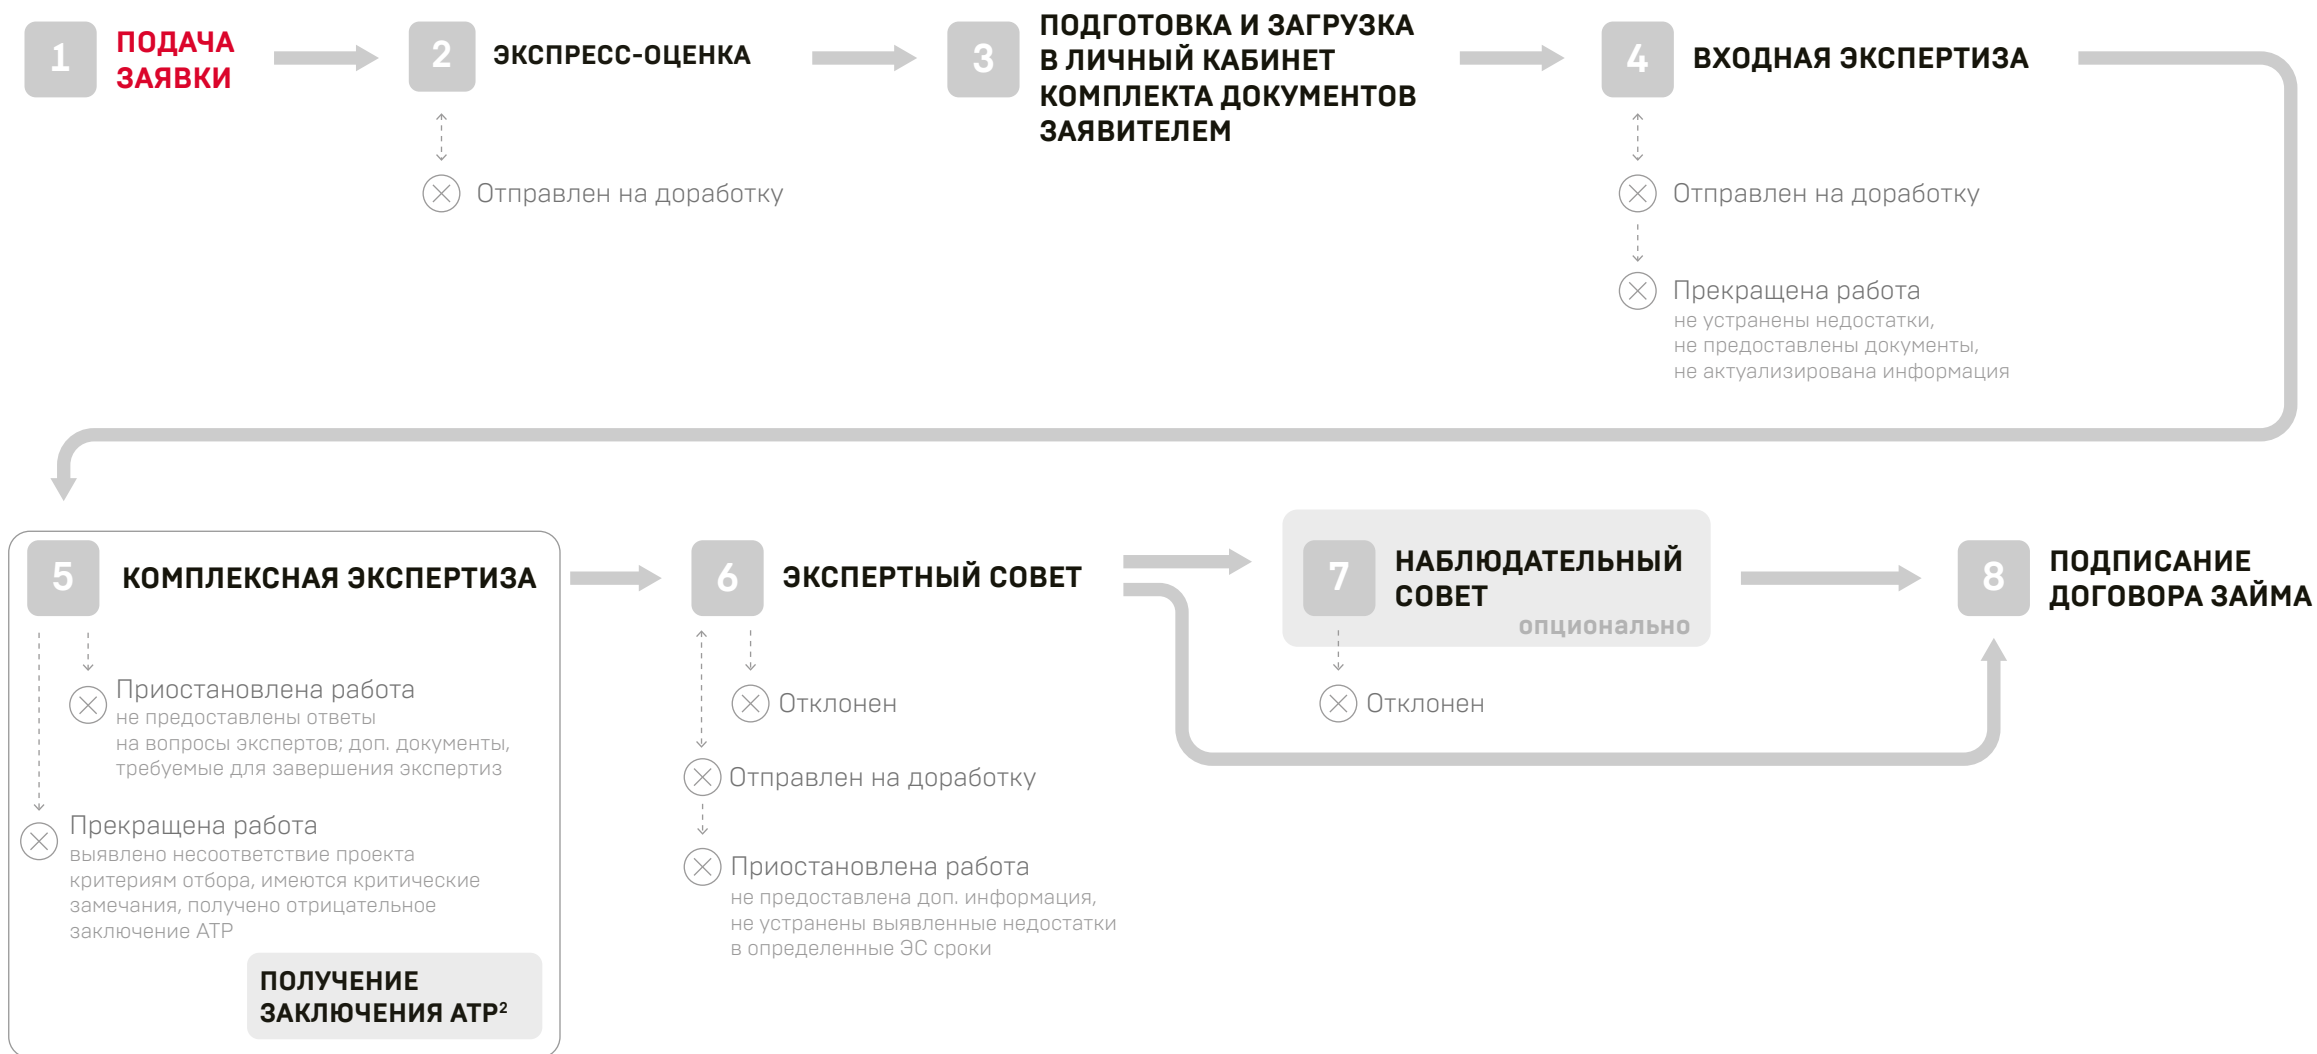 1
ПОДАЧА
ЗАЯВКИ
2
ЭКСПРЕСС-ОЦЕНКА
Отправлен на доработку
3
ПОДГОТОВКА И ЗАГРУЗКА
В ЛИЧНЫЙ КАБИНЕТ
КОМПЛЕКТА ДОКУМЕНТОВ
ЗАЯВИТЕЛЕМ
4
ВХОДНАЯ ЭКСПЕРТИЗА
Отправлен на доработку
Прекращена работа
не устранены недостатки,
не предоставлены документы,
не актуализирована информация
5
КОМПЛЕКСНАЯ ЭКСПЕРТИЗА
Приостановлена работа
не предоставлены ответы
на вопросы экспертов; доп. документы,
требуемые для завершения экспертиз
Прекращена работа
выявлено несоответствие проекта
критериям отбора, имеются критические
замечания, получено отрицательное
заключение АТР
ПОЛУЧЕНИЕ
ЗАКЛЮЧЕНИЯ АТР²
6
ЭКСПЕРТНЫЙ СОВЕТ
Отклонен
Отправлен на доработку
Приостановлена работа
не предоставлена доп. информация,
не устранены выявленные недостатки
в определенные ЭС сроки
7
НАБЛЮДАТЕЛЬНЫЙ
СОВЕТ
опционально
Отклонен
8
ПОДПИСАНИЕ
ДОГОВОРА ЗАЙМА